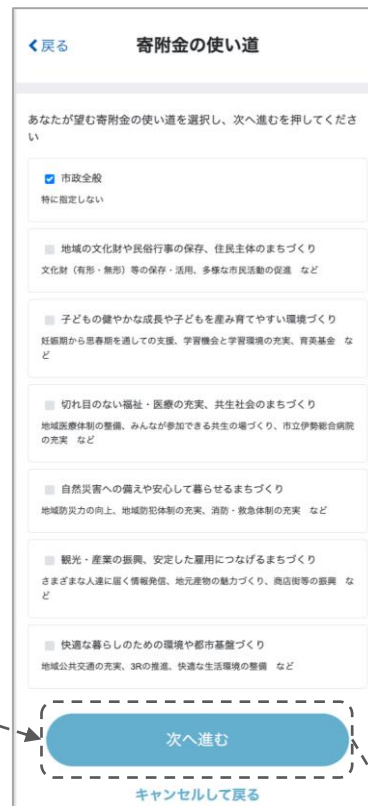 戻る 寄附金の使い道
あなたが望む寄附金の使い道を選択し、次へ進むを押してくださ
い
市政全般
特に指定しない
地域の文化財や民俗行事の保存、住民主体のまちづくり
文化財（有形・無形）等の保存・活用、多様な市民活動の促進　など
子どもの健やかな成長や子どもを産み育てやすい環境づくり
妊娠期から思春期を通しての支援、学習機会と学習環境の充実、育英基金　な
ど
切れ目のない福祉・医療の充実、共生社会のまちづくり
地域医療体制の整備、みんなが参加できる共生の場づくり、市立伊勢総合病院
の充実　など
自然災害への備えや安心して暮らせるまちづくり
地域防災力の向上、地域防犯体制の充実、消防・救急体制の充実　など
観光・産業の振興、安定した雇用につなげるまちづくり
さまざまな人達に届く情報発信、地元産物の魅力づくり、商店街等の振興　な
ど
快適な暮らしのための環境や都市基盤づくり
地域公共交通の充実、3Rの推進、快適な生活環境の整備　など
次へ進む
キャンセルして戻る